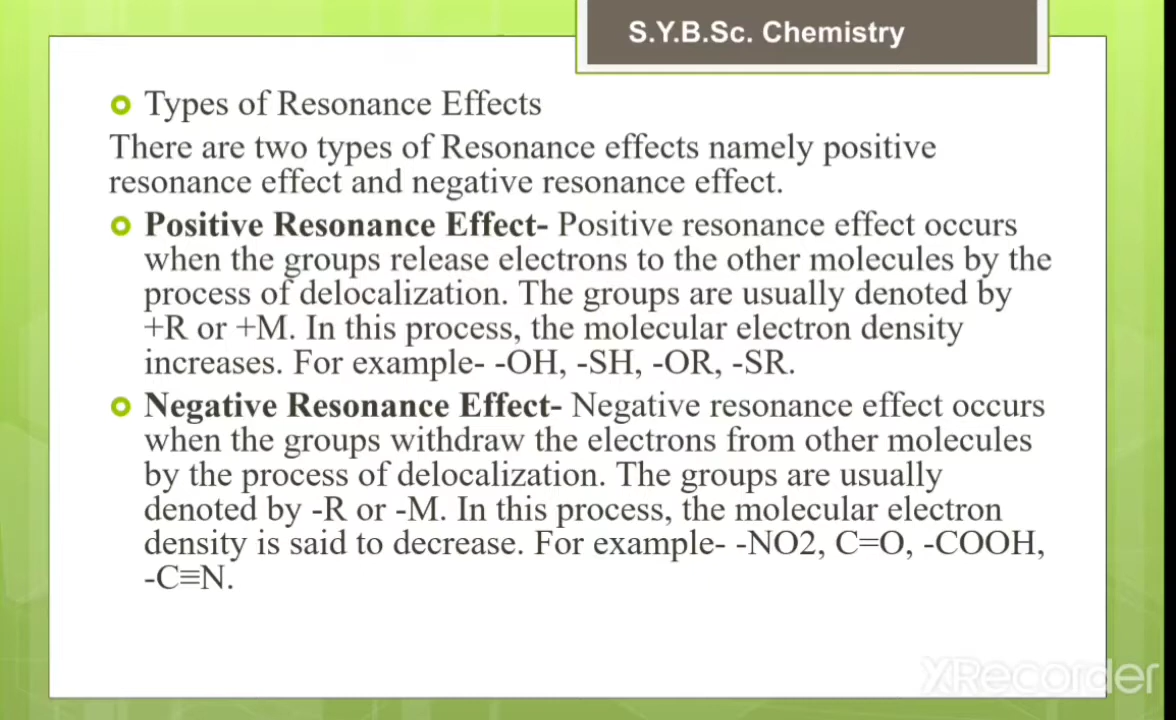 S.Y.B.Sc. Chemistry
Types of Resonance Effects
There are two types of Resonance effects namely positive
resonance effect and negative resonance effect.
Positive Resonance Effect- Positive resonance effect occurs
when the groups release electrons to the other molecules by the
process of delocalization. The groups are usually denoted by
+R or +M. In this process, the molecular electron density
increases. For example- -OH, -SH, -OR, -SR.
Negative Resonance Effect- Negative resonance effect occurs
when the groups withdraw the electrons from other molecules
by the process of delocalization. The groups are usually
denoted by -R or -M. In this process, the molecular electron
density is said to decrease. For example- -NO2, C=O, -COOH,
-C≡N.
XRecorder